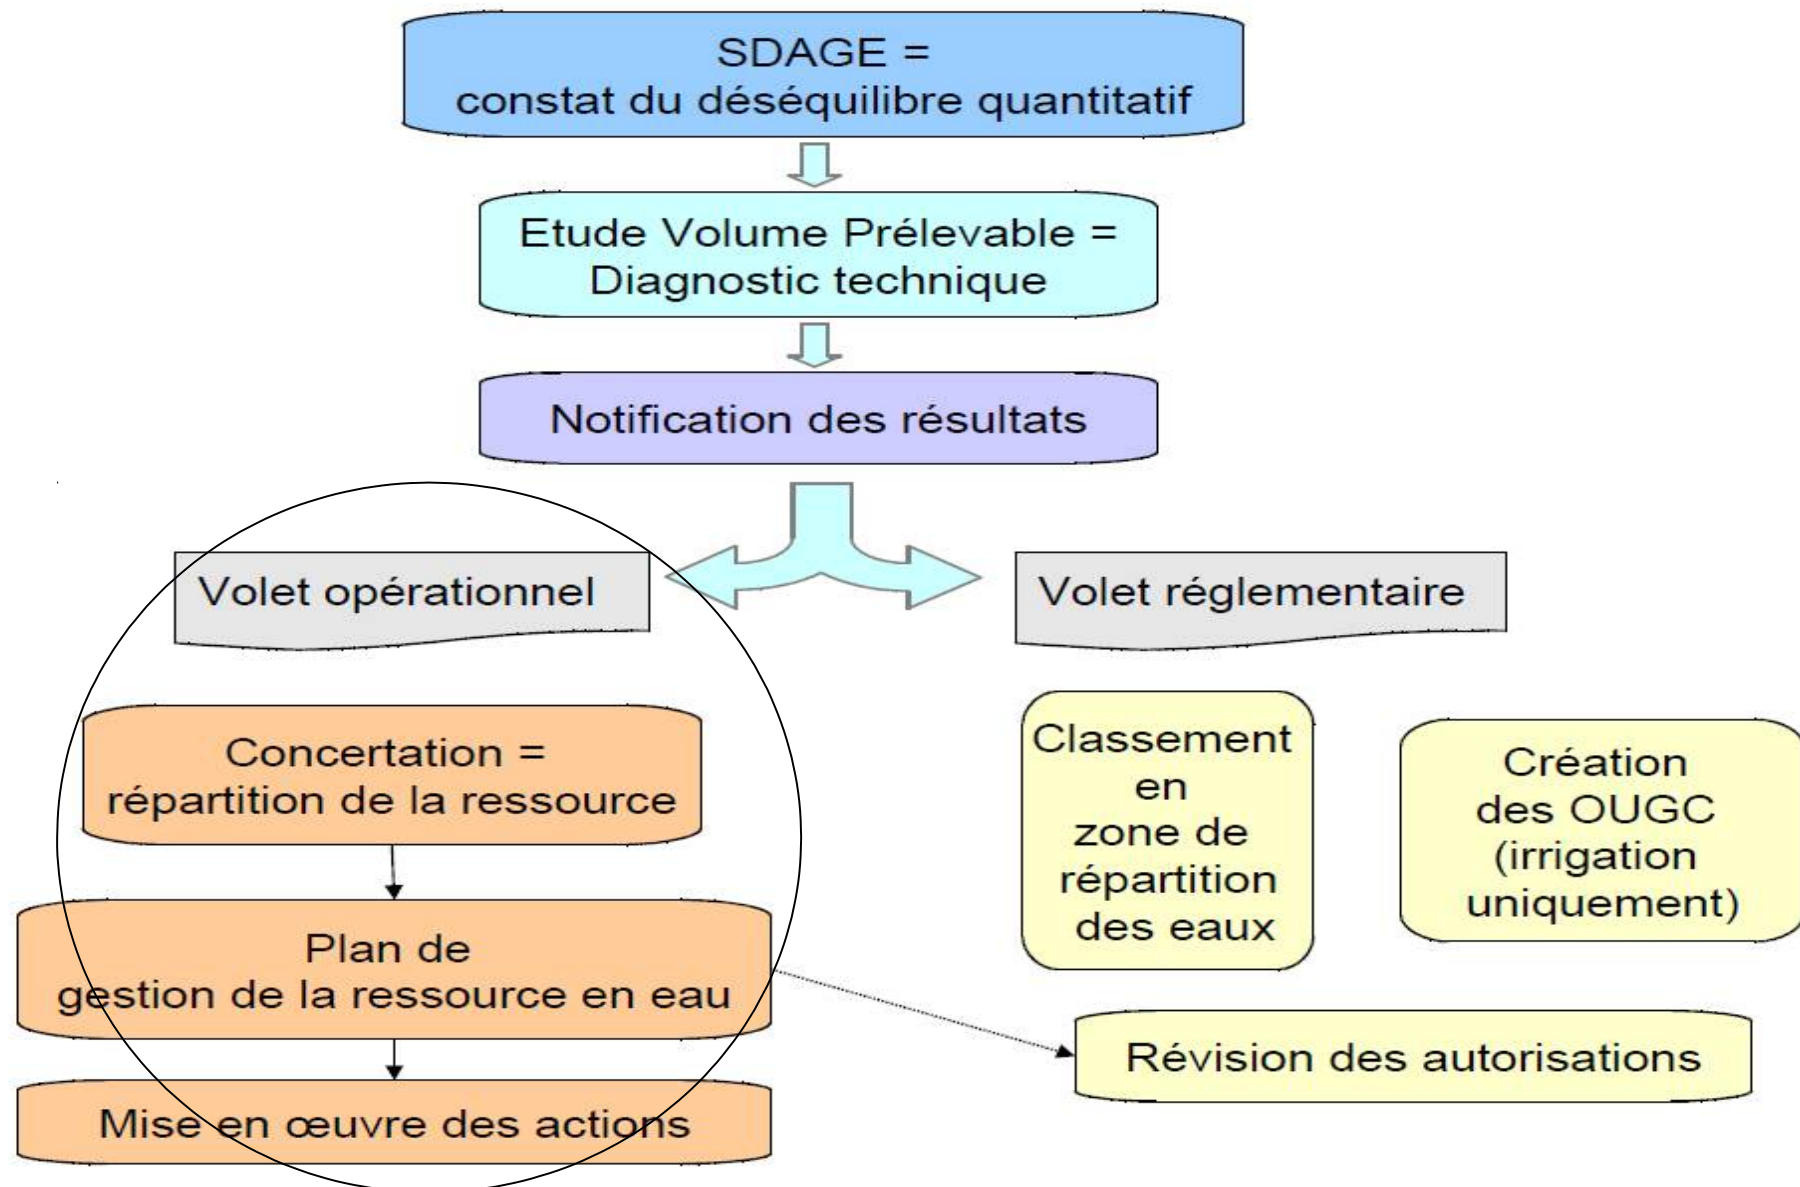 SDAGE =
constat du déséquilibre quantitatif
Etude Volume Prélevable =
Diagnostic technique
Notification des résultats
Volet opérationnel
Volet réglementaire
Concertation =
répartition de la ressource
Plan de
gestion de la ressource en eau
Mise en œuvre des actions
Classement
en
zone de
répartition
des eaux
Création
des OUGC
(irrigation
uniquement)
Révision des autorisations